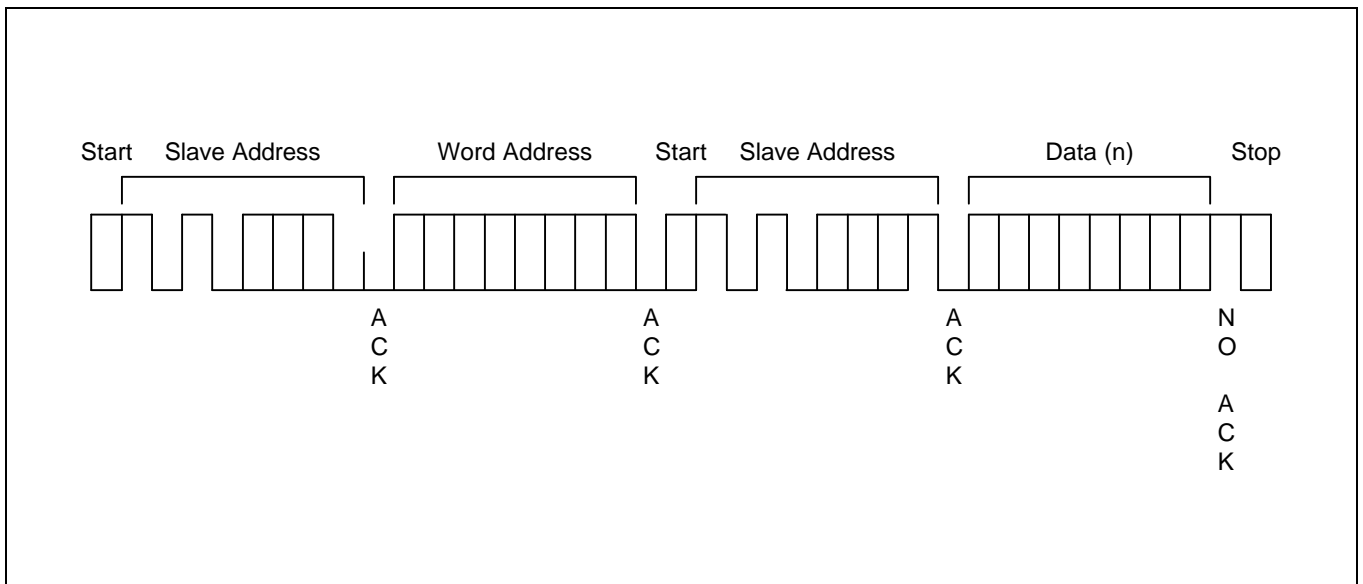 Start Slave Address Word Address Start Slave Address Data (n) Stop
A A A N
C C C O
K K K
A
C
K